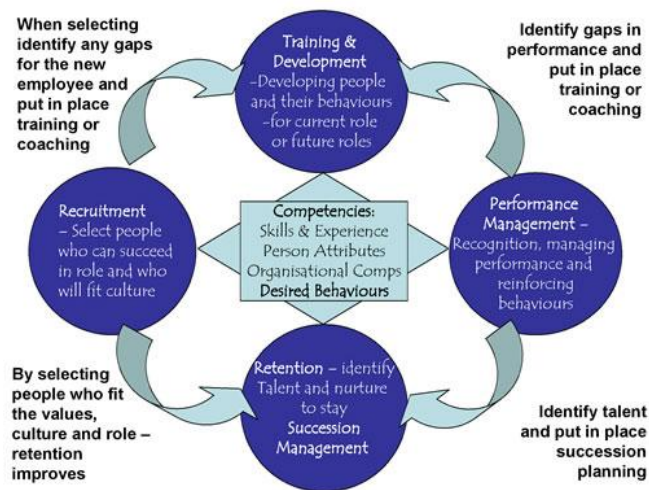 When selecting
identify any gaps
for the new
employee and
put in place
training or
coaching
Training &
Development
–Developing people
and their behaviours
–for current role
or future roles
Identify gaps in
performance and
put in place
training or
coaching
Recruitment
– Select people
who can succeed
in role and who
will fit culture
Competencies:
Skills & Experience
Person Attributes
Organisational Comps
Desired Behaviours
Performance
Management –
Recognition, managing
performance and
reinforcing
behaviours
By selecting
people who fit
the values,
culture and role –
retention
improves
Retention – identify
Talent and nurture
to stay
Succession
Management
Identify talent
and put in place
succession
planning